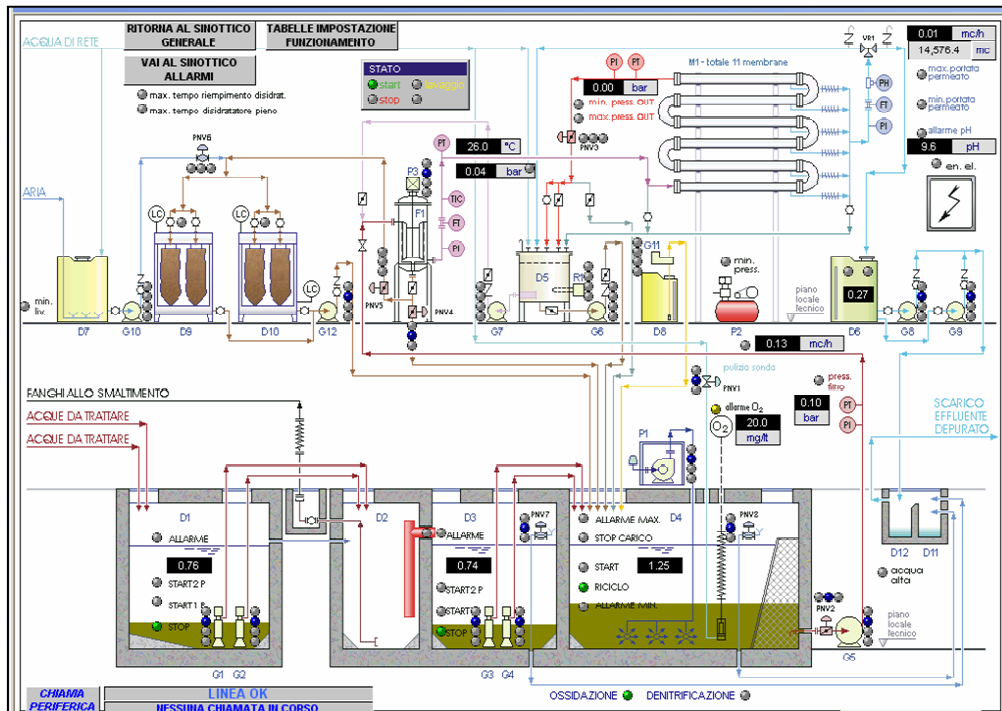 RITORNA AL SINOTTICO
GENERALE
TABELLE IMPOSTAZIONE
FUNZIONAMENTO
ACQUA DI RETE
VAI AL SINOTTICO
ALLARMI
max. tempo riempimento disidrat.
max. tempo disidratatore pieno
STATO
start
lavaggio
stop
PI
PT
0.00
bar
min. press. OUT
max. press. OUT
PNV3
M1 - totale 11 membrane
VR1
0.01
mc/h
14,576.4
mc
max. portata
permeato
min. portata
permeato
allarme pH
9.6
pH
en. el.
PH
FT
PI
PNV6
PT
26.0
°C
0.04
bar
P3
F1
TIC
FT
PI
ARIA
LC
LC
LC
PNV5
PNV4
min.
liv.
D7
G10
D9
D10
G12
G7
D5
R1
G6
G11
D8
min.
press.
P2
piano
locale
tecnico
0.27
D6
G8
G9
0.13
mc/h
pulizia sonda
PNV1
press.
fino
0.10
bar
PT
PI
allarme O2
O2
20.0
mg/lt
P1
FANGHI ALLO SMALTIMENTO
ACQUE DA TRATTARE
ACQUE DA TRATTARE
SCARICO
EFFLUENTE
DEPURATO
D1
ALLARME
0.76
START2 P
START1 P
STOP
G1
G2
D2
D3
ALLARME
0.74
START2 P
START
STOP
G3
G4
PNV7
ALLARME MAX.
D4
STOP CARICO
START
1.25
RICICLO
ALLARME MIN.
PNV8
D12
D11
acqua
alta
PNV2
G5
piano
locale
tecnico
OSSIDAZIONE
DENITRIFICAZIONE
CHIAMA
PERIFERICA
LINEA OK
NESSUNA CHIAMATA IN CORSO